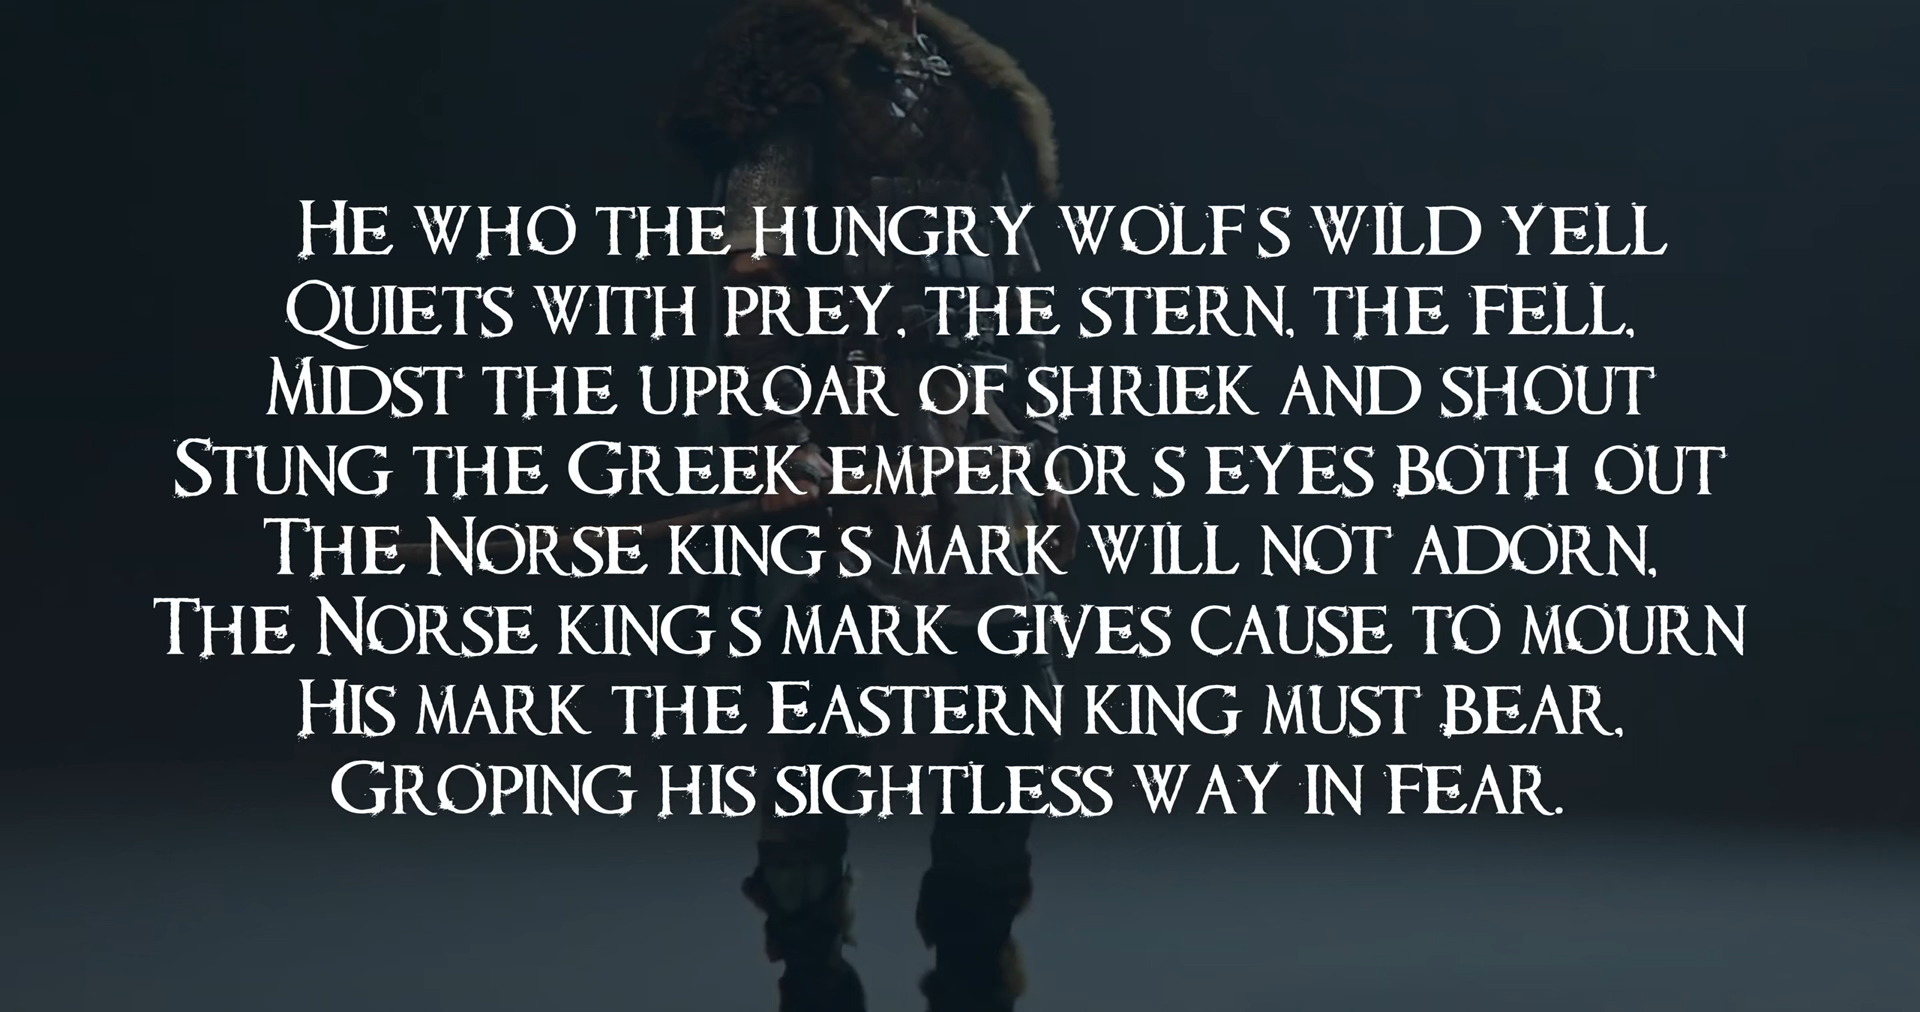 He who the hungry wolf s wild yell
Quiets with prey, the stern, the fell,
Midst the uproar of shriek and shout
Stung the Greek emperor s eyes both out
The Norse king s mark will not adorn,
The Norse king s mark gives cause to mourn
His mark the Eastern king must bear,
Groping his sightless way in fear.